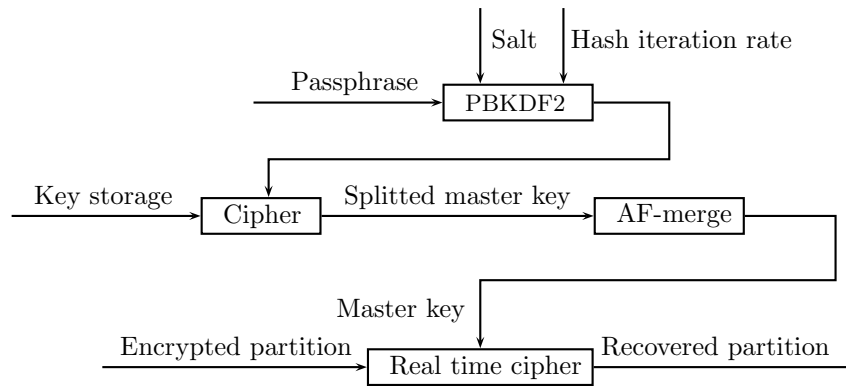 Salt
Hash iteration rate
Passphrase
PBKDF2
Key storage
Cipher
Splitted master key
AF-merge
Master key
Encrypted partition
Real time cipher
Recovered partition